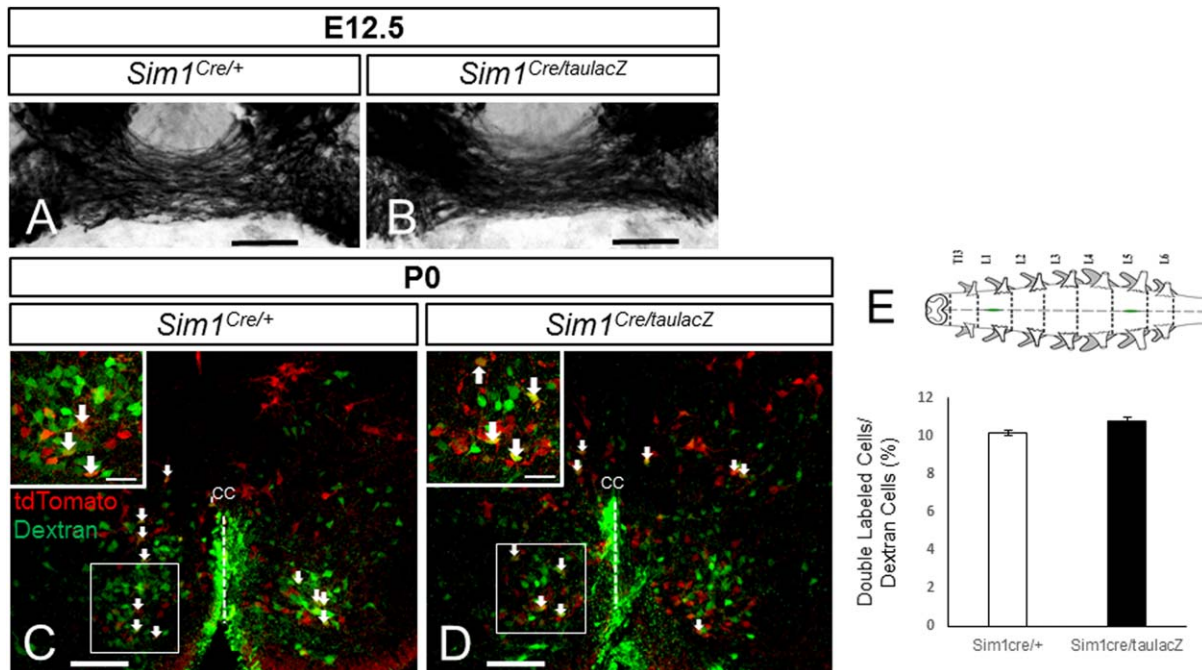 E12.5
Sim1Cre/+
Sim1Cre/taulacZ
A
B
P0
Sim1Cre/+
Sim1Cre/taulacZ
tdTomato
Dextran
CC
C
CC
D
E
T13 L1 L2 L3 L4 L5 L6
12
10
8
6
4
2
0
Double Labeled Cells/
Dextran Cells (%)
Sim1cre/+
Sim1cre/taulacZ